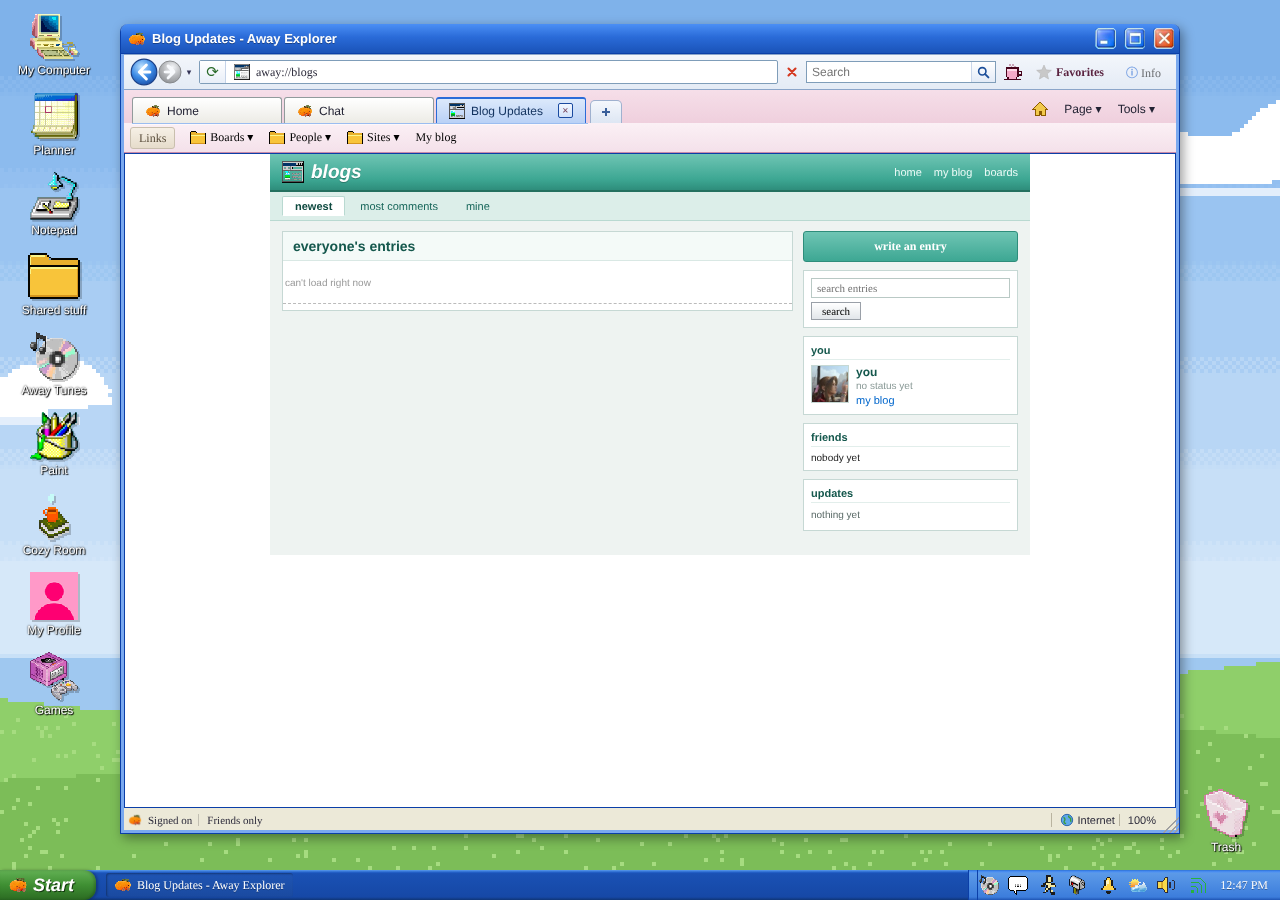 My Computer
Planner
Notepad
Shared stuff
Away Tunes
Paint
Cozy Room
My Profile
Games
Blog Updates - Away Explorer
away://blogs
Search
Favorites
Info
Home
Chat
Blog Updates
Page ▾
Tools ▾
Links
Boards ▾
People ▾
Sites ▾
My blog
blogs
home
my blog
boards
newest
most comments
mine
everyone's entries
can't load right now
write an entry
search entries
search
you
you
no status yet
my blog
friends
nobody yet
updates
nothing yet
Signed on
Friends only
Internet
100%
Trash
Start
Blog Updates - Away Explorer
12:47 PM